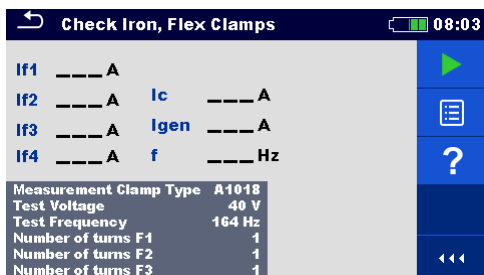 Check Iron, Flex Clamps 08:03
If1 ___A
If2 ___A Ic ___A
If3 ___A Igen ___A
If4 ___A f ___Hz
Measurement Clamp Type A1018
Test Voltage 40 V
Test Frequency 164 Hz
Number of turns F1 1
Number of turns F2 1
Number of turns F3 1
?